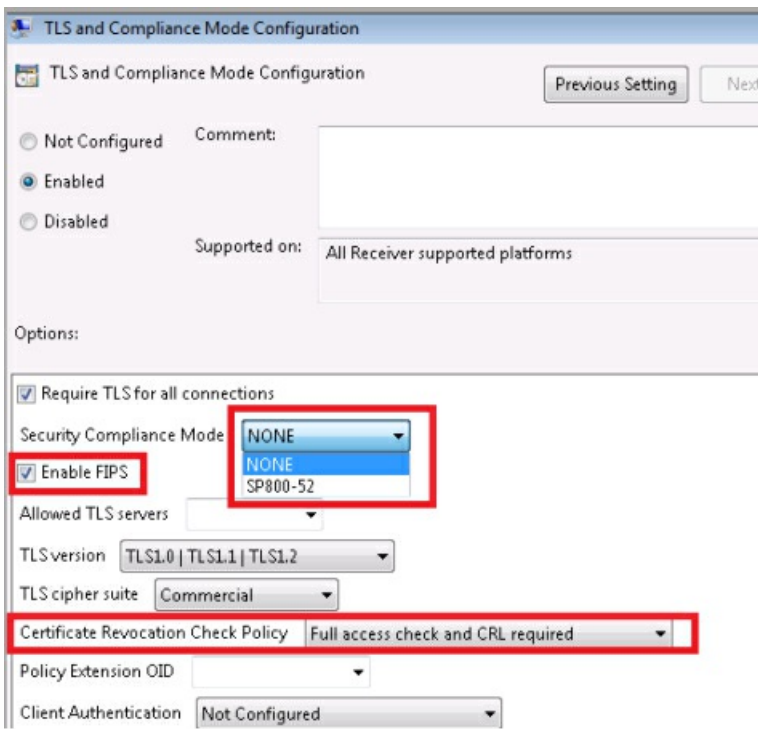 TLS and Compliance Mode Configuration
TLS and Compliance Mode Configuration
Previous Setting
Next
Not Configured
Comment:
Enabled
Disabled
Supported on:
All Receiver supported platforms
Options:
Require TLS for all connections
Security Compliance Mode NONE
NONE
Enable FIPS
SP800-52
Allowed TLS servers
TLS version TLS1.0 | TLS1.1 | TLS1.2
TLS cipher suite Commercial
Certificate Revocation Check Policy Full access check and CRL required
Policy Extension OID
Client Authentication Not Configured